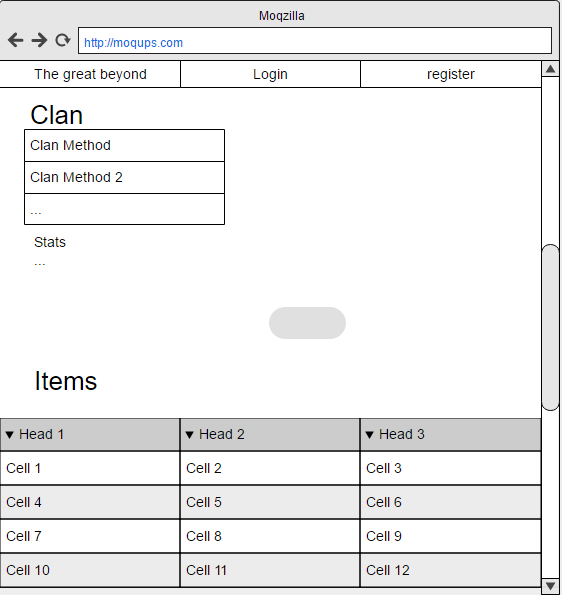 Moqzilla
http://moqups.com
The great beyond Login register
Clan
Clan Method
Clan Method 2
...
Stats
...
Items
Head 1 Head 2 Head 3
Cell 1 Cell 2 Cell 3
Cell 4 Cell 5 Cell 6
Cell 7 Cell 8 Cell 9
Cell 10 Cell 11 Cell 12